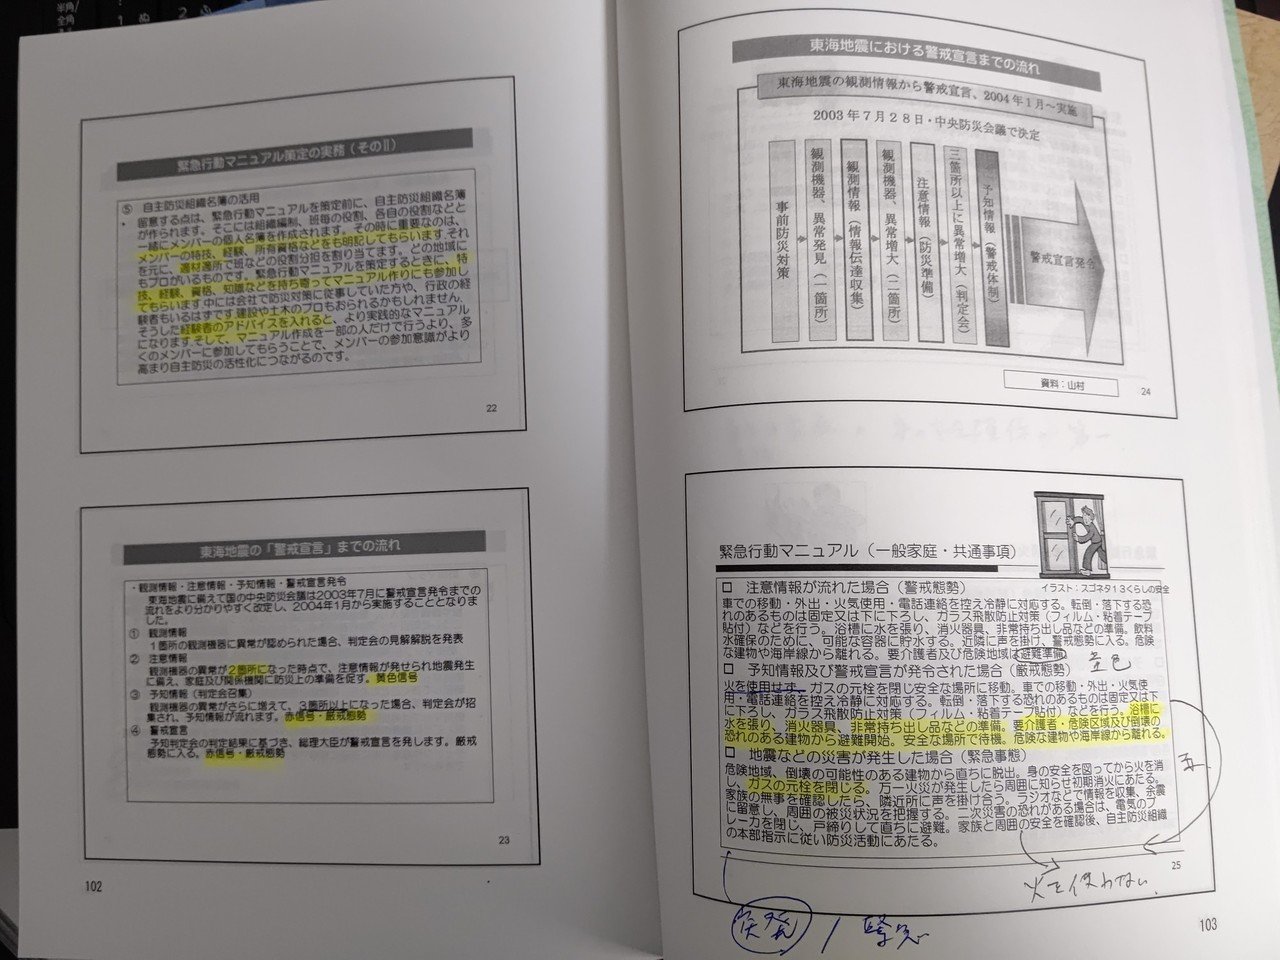 半角/
全角
緊急行動マニュアル策定の実務(そのⅡ)
⑤ 自主防災組織名簿の活用
・ 留意する点は、緊急行動マニュアルを策定前に、自主防災組織名簿
が作られます。そこには組織編制、班毎の役割、各自の役割などと
一緒にメンバーの個人名簿を作成されます。その時に重要なのは、
メンバーの特技、経験、所有資格などをも明記してもらいます それ
を元に、適材適所で班などの役割分担を割り当てます。どの地域に
もプロがいるものです。緊急行動マニュアルを策定するときに、特
技、経験、資格、知識などを持ち寄ってマニュアル作りにも参加し
てもらいます 中には会社で防災対策に従事していた方や、行政の経
験者もいるはずです 建設や土木のプロもおられるかもしれません、
そうした経験者のアドバイスを入れると、より実践的なマニュアル
になります そして、マニュアル作成を一部の人だけで行うより、多
くのメンバーに参加してもらうことで、メンバーの参加意識がより
高まり自主防災の活性化につながるのです。
22
東海地震の「警戒宣言」までの流れ
・観測情報・注意情報・予知情報・警戒宣言発令
東海地震に備えて国の中央防災会議は2003年7月に警戒宣言発令までの
流れをより分かりやすく改定し、2004年1月から実施することとなりま
した。
① 観測情報
1箇所の観測機器に異常が認められた場合、判定会の見解解説を発表
② 注意情報
観測機器の異常が2箇所になった時点で、注意情報が発せられ地震発生
に備え、家庭及び関係機関に防災上の準備を促す。黄色信号
③ 予知情報(判定会召集)
観測機器の異常がさらに増えて、3箇所以上になった場合、判定会が招
集され、予知情報が流れます。赤信号・厳戒態勢
④ 警戒宣言
予知判定会の判定結果に基づき、総理大臣が警戒宣言を発します。厳戒
態勢に入る。赤信号・厳戒態勢
23
102
東海地震における警戒宣言までの流れ
東海地震の観測情報から警戒宣言、2004年1月~実施
2003年7月28日・中央防災会議で決定
事前防災対策
観測機器、異常発見(一箇所)
観測情報(情報伝達収集)
観測機器、異常増大(二箇所)
注意情報(防災準備)
三箇所以上に異常増大(判定会)
予知情報(警戒体制)
警戒宣言発令
資料:山村
24
緊急行動マニュアル(一般家庭・共通事項)
イラスト:スゴネタ13くらしの安全
□ 注意情報が流れた場合(警戒態勢)
車での移動・外出・火気使用・電話連絡を控え冷静に対応する。転倒・落下する恐
れのあるものは固定又は下に下ろし、ガラス飛散防止対策(フィルム・粘着テープ
貼付)などを行う。浴槽に水を張り、消火器具、非常持ち出し品などの準備。飲料
水確保のために、可能な容器に貯水する。近隣に声を掛け、警戒態勢に入る。危険
な建物や海岸線から離れる。要介護者及び危険地域は避難準備
□ 予知情報及び警戒宣言が発令された場合(厳戒態勢)
火を使用せず、ガスの元栓を閉じ安全な場所に移動。車での移動・外出・火気使
用・電話連絡を控え冷静に対応する。転倒・落下する恐れのあるものは固定又は下
に下ろし、ガラス飛散防止対策(フィルム・粘着テープ貼付)などを行う。浴槽に
水を張り、消火器具、非常持ち出し品などの準備。要介護者・危険区域及び倒壊の
恐れのある建物から避難開始。安全な場所で待機。危険な建物や海岸線から離れる。
□ 地震などの災害が発生した場合(緊急事態)
危険地域、倒壊の可能性のある建物から直ちに脱出。身の安全を図ってから火を消
し、ガスの元栓を閉じる。万一火災が発生したら周囲に知らせ初期消火にあたる。
家族の無事を確認したら、隣近所に声を掛け合う。ラジオなどで情報を収集、余震
に留意し、周囲の被災状況を把握する。二次災害の恐れがある場合は、電気のブ
レーカを閉じ、戸締りして直ちに避難。家族と周囲の安全を確認後、自主防災組織
の本部指示に従い防災活動にあたる。
25
火を使わない
突発 / 緊急
103